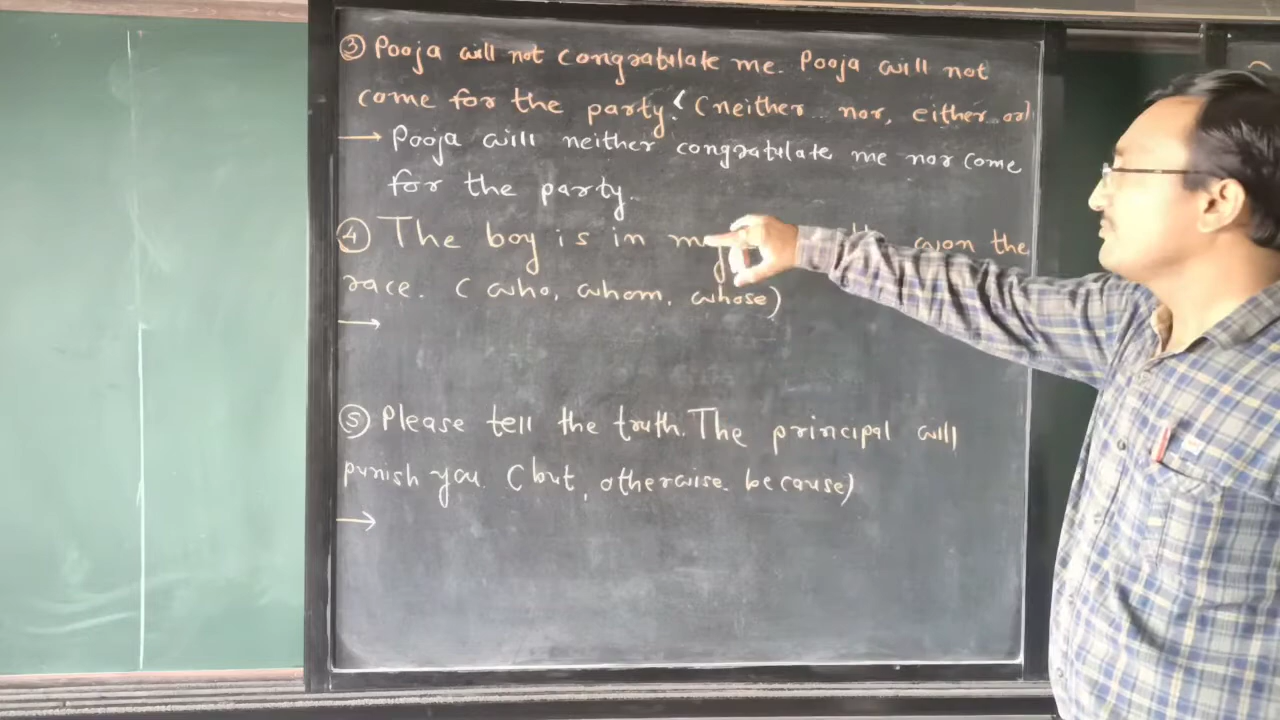 ③ Pooja will not congratulate me. Pooja will not
come for the party. (neither.. nor, either..or)
→ Pooja will neither congratulate me nor come
for the party.
④ The boy is in won the
race. (who, whom, whose)
→
⑤ Please tell the truth. The principal will
punish you. (but, otherwise. because)
→